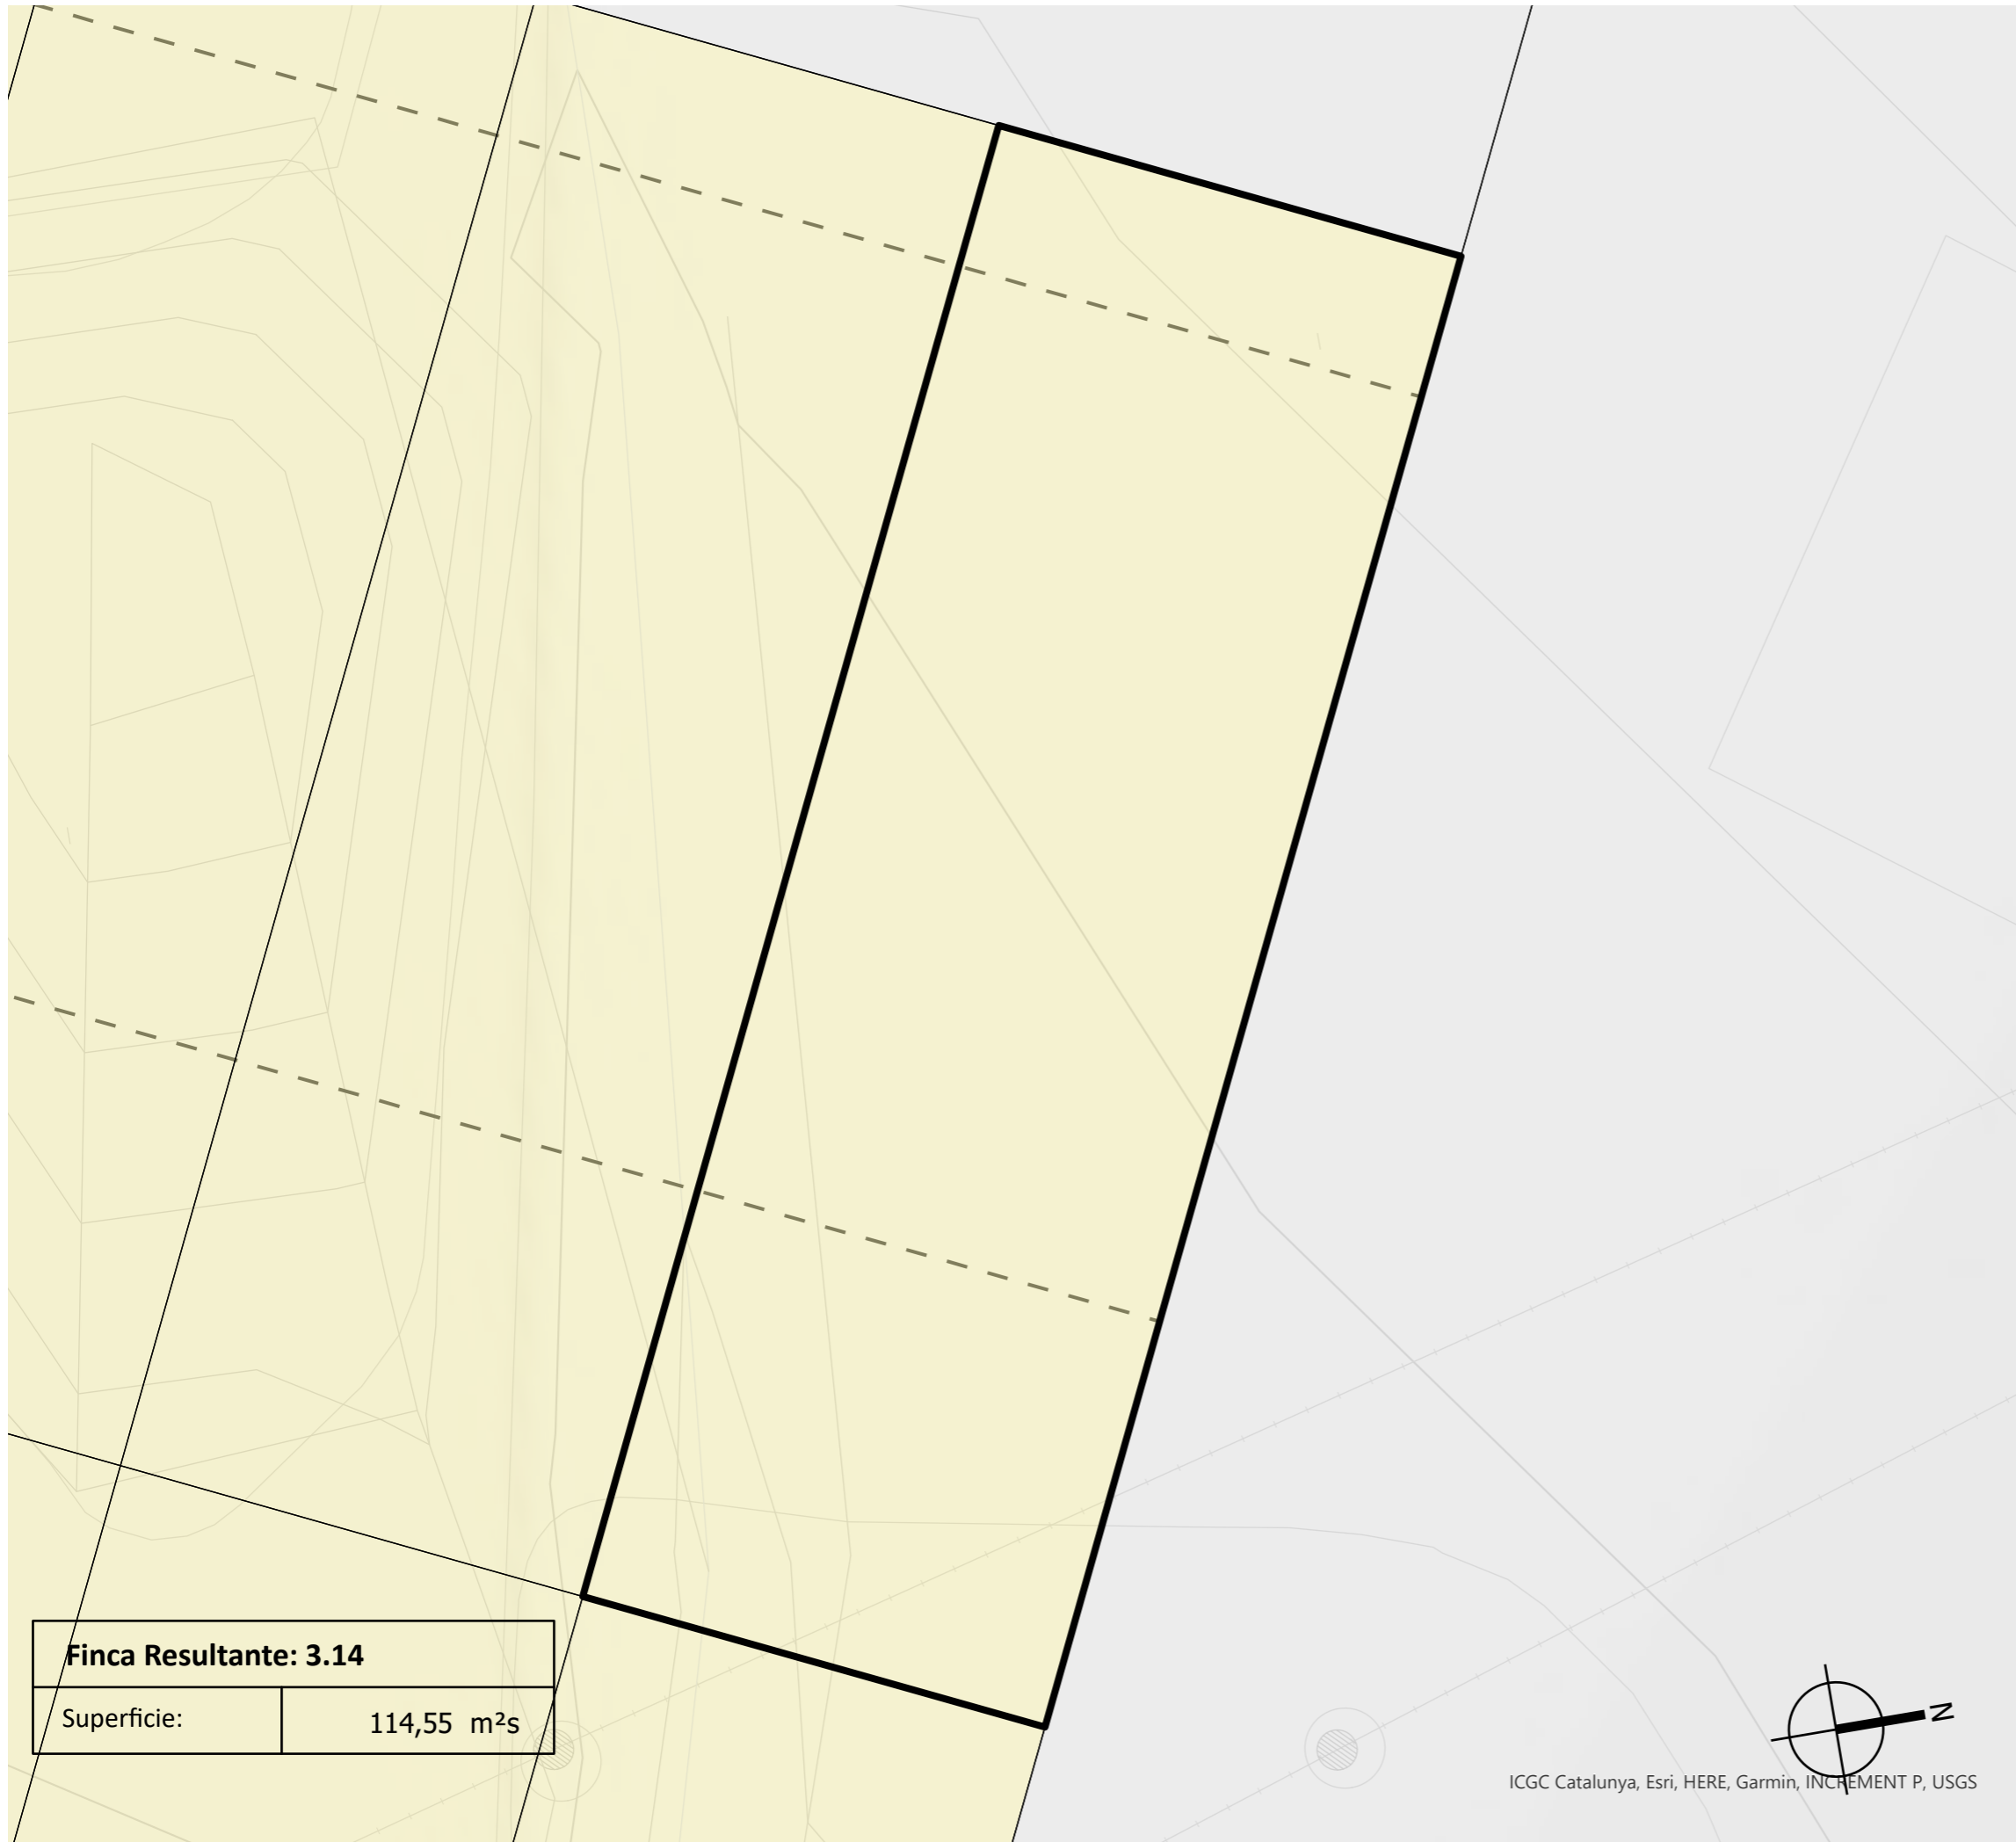 Finca Resultante: 3.14
Superficie: 114,55 m²s
N
ICGC Catalunya, Esri, HERE, Garmin, INCREMENT P, USGS